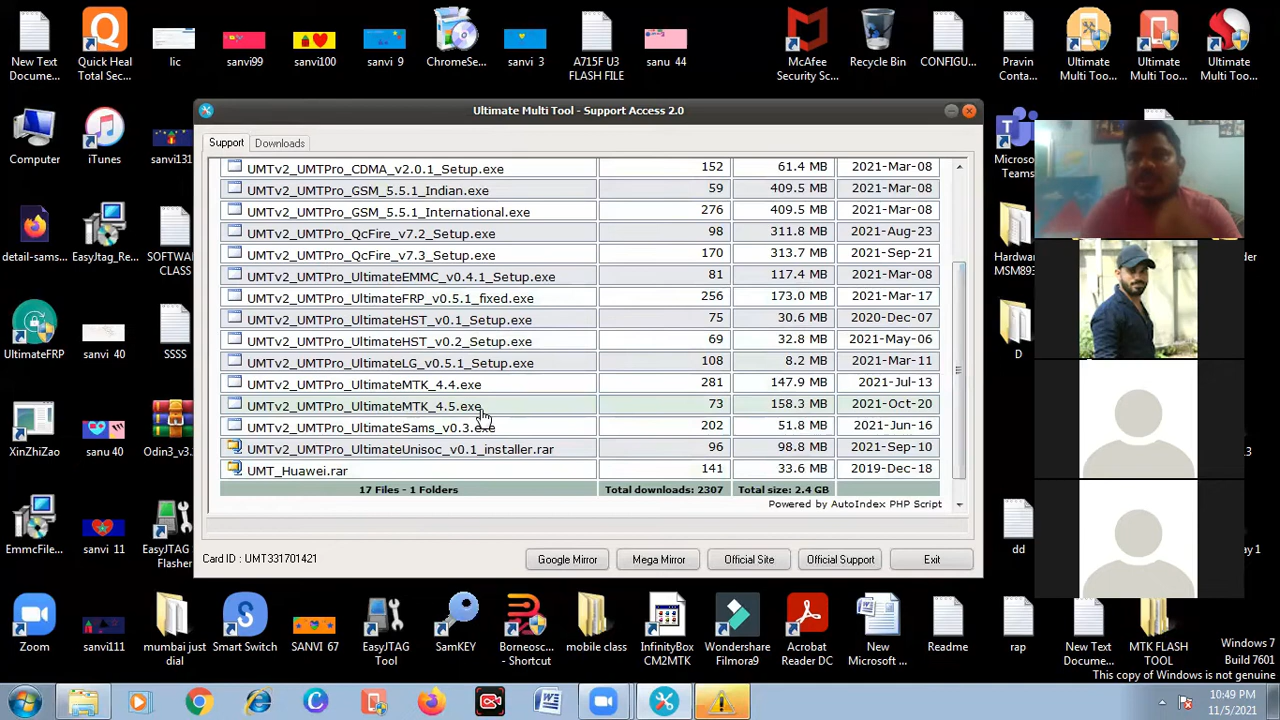 New Text
Docume...
Quick Heal
Total Sec...
lic
sanvi99
sanvi100
sanvi 9
ChromeSe...
sanvi 3
A715F U3
FLASH FILE
sanu 44
McAfee
Security Sc...
Recycle Bin
CONFIGU...
Pravin
Conta...
Ultimate
Multi Too...
Ultimate
Multi Too...
Ultimate
Multi Too...
Ultimate Multi Tool - Support Access 2.0
Support
Downloads
UMTv2_UMTPro_CDMA_v2.0.1_Setup.exe 152 61.4 MB 2021-Mar-08
UMTv2_UMTPro_GSM_5.5.1_Indian.exe 59 409.5 MB 2021-Mar-08
UMTv2_UMTPro_GSM_5.5.1_International.exe 276 409.5 MB 2021-Mar-08
UMTv2_UMTPro_QcFire_v7.2_Setup.exe 98 311.8 MB 2021-Aug-23
UMTv2_UMTPro_QcFire_v7.3_Setup.exe 170 313.7 MB 2021-Sep-21
UMTv2_UMTPro_UltimateEMMC_v0.4.1_Setup.exe 81 117.4 MB 2021-Mar-08
UMTv2_UMTPro_UltimateFRP_v0.5.1_fixed.exe 256 173.0 MB 2021-Mar-17
UMTv2_UMTPro_UltimateHST_v0.1_Setup.exe 75 30.6 MB 2020-Dec-07
UMTv2_UMTPro_UltimateHST_v0.2_Setup.exe 69 32.8 MB 2021-May-06
UMTv2_UMTPro_UltimateLG_v0.5.1_Setup.exe 108 8.2 MB 2021-Mar-11
UMTv2_UMTPro_UltimateMTK_4.4.exe 281 147.9 MB 2021-Jul-13
UMTv2_UMTPro_UltimateMTK_4.5.exe 73 158.3 MB 2021-Oct-20
UMTv2_UMTPro_UltimateSams_v0.3.exe 202 51.8 MB 2021-Jun-16
UMTv2_UMTPro_UltimateUnisoc_v0.1_installer.rar 96 98.8 MB 2021-Sep-10
UMT_Huawei.rar 141 33.6 MB 2019-Dec-18
17 Files - 1 Folders Total downloads: 2307 Total size: 2.4 GB
Powered by AutoIndex PHP Script
Card ID : UMT331701421
Google Mirror
Mega Mirror
Official Site
Official Support
Exit
Computer
iTunes
sanvi131
Microso...
Teams
detail-sams...
EasyJtag_Re...
SOFTWARE
CLASS
Hardware
MSM893
UltimateFRP
sanvi 40
SSSS
D
XinZhiZao
sanvi 44
Odin3_v3...
EmmcFile...
sanvi 11
EasyJTAG
Flasher
dd
Zoom
sanvi111
mumbai just
dial
Smart Switch
SANVI 67
EasyJTAG
Tool
SamKEY
Borneosc...
- Shortcut
mobile class
InfinityBox
CM2MTK
Wondershare
Filmora9
Acrobat
Reader DC
New
Microsoft ...
Readme
rap
New Text
Docume...
MTK FLASH
TOOL
Windows 7
Build 7601
This copy of Windows is not genuine
10:49 PM
11/5/2021